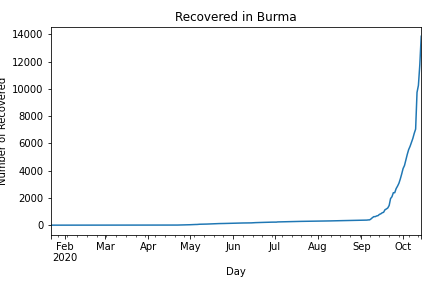 Recovered in Burma
Number of Recovered
14000
12000
10000
8000
6000
4000
2000
0
Feb Mar Apr May Jun Jul Aug Sep Oct
2020
Day